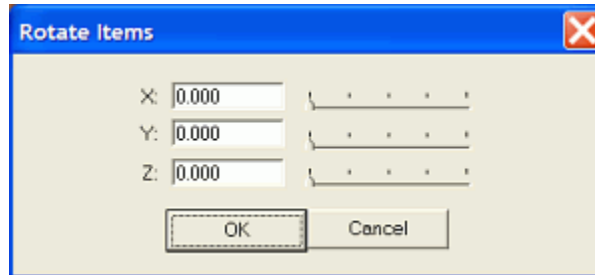 Rotate Items
X: 0.000
Y: 0.000
Z: 0.000
OK Cancel